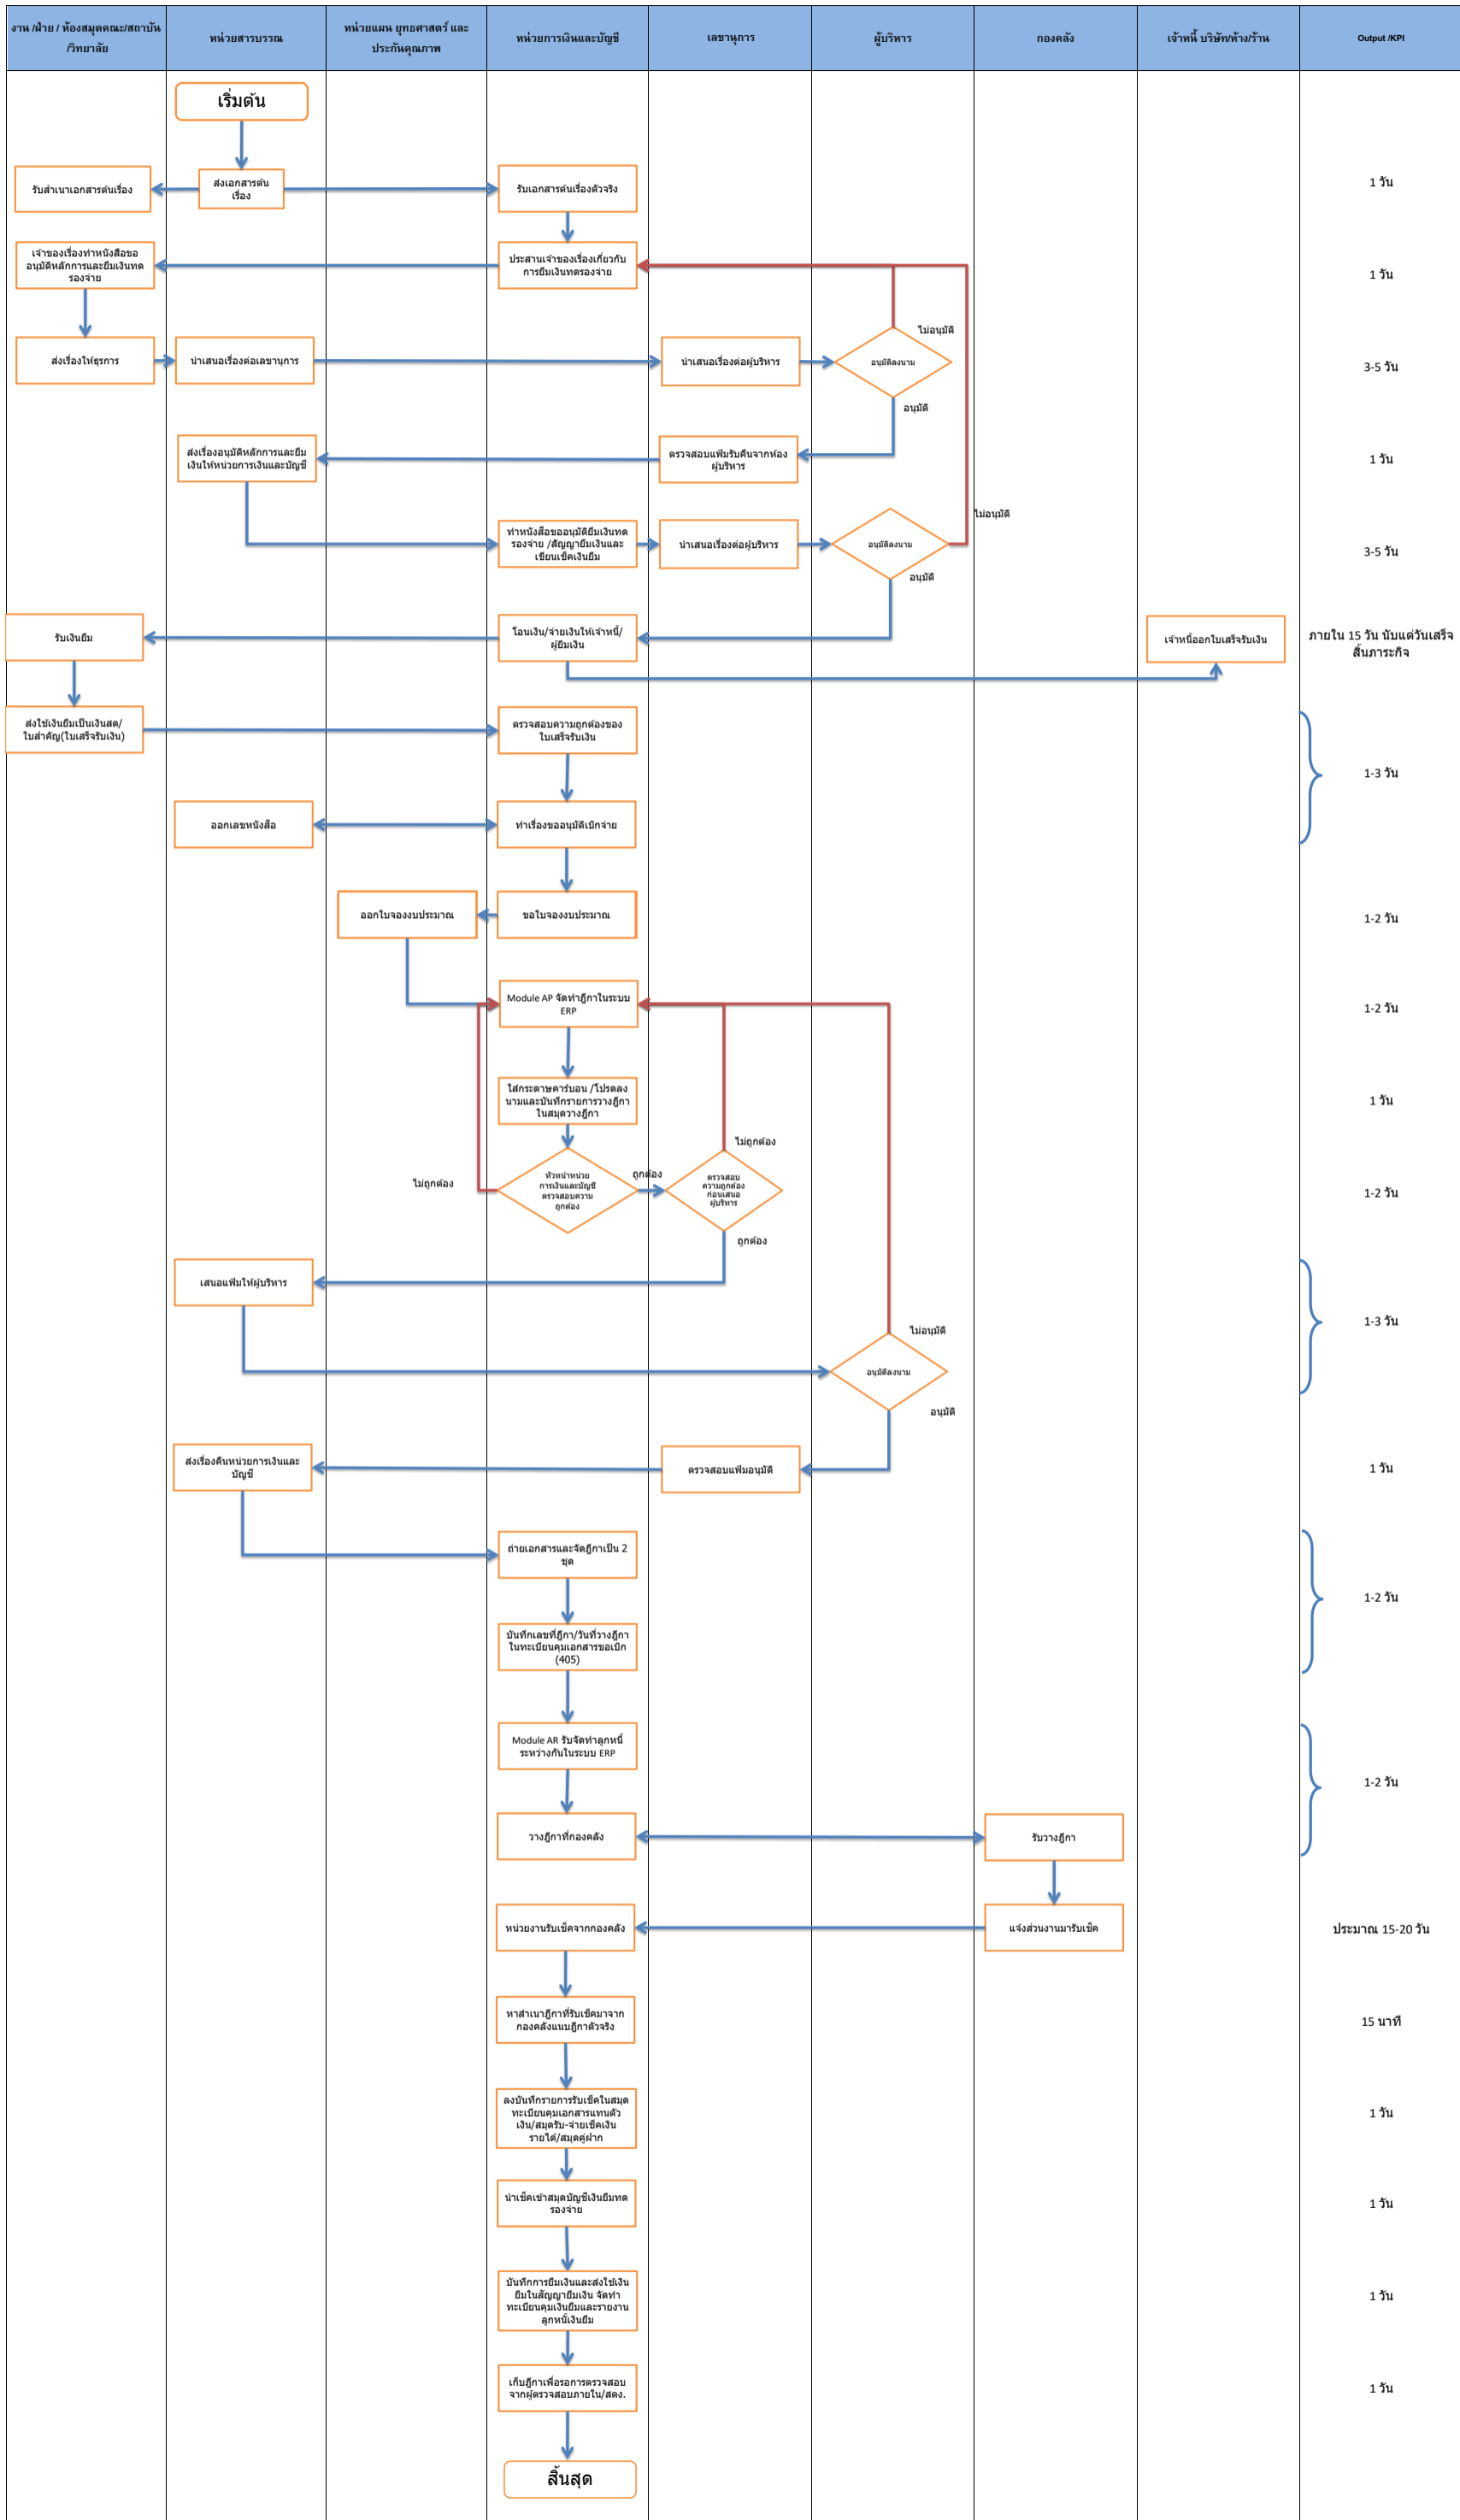 งาน /ฝ่าย / ห้องสมุดคณะ/สถาบัน
/วิทยาลัย
หน่วยสารบรรณ
หน่วยแผน ยุทธศาสตร์ และ
ประกันคุณภาพ
หน่วยการเงินและบัญชี
เลขานุการ
ผู้บริหาร
กองคลัง
เจ้าหนี้ บริษัท/ห้าง/ร้าน
Output /KPI
เริ่มต้น
รับสำเนาเอกสารต้นเรื่อง
ส่งเอกสารต้น
เรื่อง
รับเอกสารต้นเรื่องตัวจริง
1 วัน
เจ้าของเรื่องทำหนังสือขอ
อนุมัติหลักการและยืมเงินทด
รองจ่าย
ประสานเจ้าของเรื่องเกี่ยวกับ
การยืมเงินทดรองจ่าย
1 วัน
ไม่อนุมัติ
ส่งเรื่องให้ธุรการ
นำเสนอเรื่องต่อเลขานุการ
นำเสนอเรื่องต่อผู้บริหาร
อนุมัติลงนาม
3-5 วัน
อนุมัติ
ส่งเรื่องอนุมัติหลักการและยืม
เงินให้หน่วยการเงินและบัญชี
ตรวจสอบแฟ้มรับคืนจากห้อง
ผู้บริหาร
1 วัน
ไม่อนุมัติ
ทำหนังสือขออนุมัติยืมเงินทด
รองจ่าย /สัญญายืมเงินและ
เขียนเช็คเงินยืม
นำเสนอเรื่องต่อผู้บริหาร
อนุมัติลงนาม
3-5 วัน
อนุมัติ
รับเงินยืม
โอนเงิน/จ่ายเงินให้เจ้าหนี้/
ผู้ยืมเงิน
เจ้าหนี้ออกใบเสร็จรับเงิน
ภายใน 15 วัน นับแต่วันเสร็จ
สิ้นภาระกิจ
ส่งใช้เงินยืมเป็นเงินสด/
ใบสำคัญ(ใบเสร็จรับเงิน)
ตรวจสอบความถูกต้องของ
ใบเสร็จรับเงิน
1-3 วัน
ออกเลขหนังสือ
ทำเรื่องขออนุมัติเบิกจ่าย
ออกใบจองงบประมาณ
ขอใบจองงบประมาณ
1-2 วัน
Module AP จัดทำฎีกาในระบบ
ERP
1-2 วัน
ใส่กระดาษคาร์บอน /โปรดลง
นามและบันทึกรายการวางฎีกา
ในสมุดวางฎีกา
1 วัน
ไม่ถูกต้อง
ไม่ถูกต้อง
หัวหน้าหน่วย
การเงินและบัญชี
ตรวจสอบความ
ถูกต้อง
ถูกต้อง
ตรวจสอบ
ความถูกต้อง
ก่อนเสนอ
ผู้บริหาร
1-2 วัน
ถูกต้อง
เสนอแฟ้มให้ผู้บริหาร
1-3 วัน
ไม่อนุมัติ
อนุมัติลงนาม
อนุมัติ
ส่งเรื่องคืนหน่วยการเงินและ
บัญชี
ตรวจสอบแฟ้มอนุมัติ
1 วัน
ถ่ายเอกสารและจัดฎีกาเป็น 2
ชุด
1-2 วัน
บันทึกเลขที่ฎีกา/วันที่วางฎีกา
ในทะเบียนคุมเอกสารขอเบิก
(405)
Module AR รับจัดทำลูกหนี้
ระหว่างกันในระบบ ERP
1-2 วัน
วางฎีกาที่กองคลัง
รับวางฎีกา
หน่วยงานรับเช็คจากกองคลัง
แจ้งส่วนงานมารับเช็ค
ประมาณ 15-20 วัน
หาสำเนาฎีกาที่รับเช็คมาจาก
กองคลังแนบฎีกาตัวจริง
15 นาที
ลงบันทึกรายการรับเช็คในสมุด
ทะเบียนคุมเอกสารแทนตัว
เงิน/สมุดรับ-จ่ายเช็คเงิน
รายได้/สมุดคู่ฝาก
1 วัน
นำเช็คเข้าสมุดบัญชีเงินยืมทด
รองจ่าย
1 วัน
บันทึกการยืมเงินและส่งใช้เงิน
ยืมในสัญญายืมเงิน จัดทำ
ทะเบียนคุมเงินยืมและรายงาน
ลูกหนี้เงินยืม
1 วัน
เก็บฎีกาเพื่อรอการตรวจสอบ
จากผู้ตรวจสอบภายใน/สตง.
1 วัน
สิ้นสุด